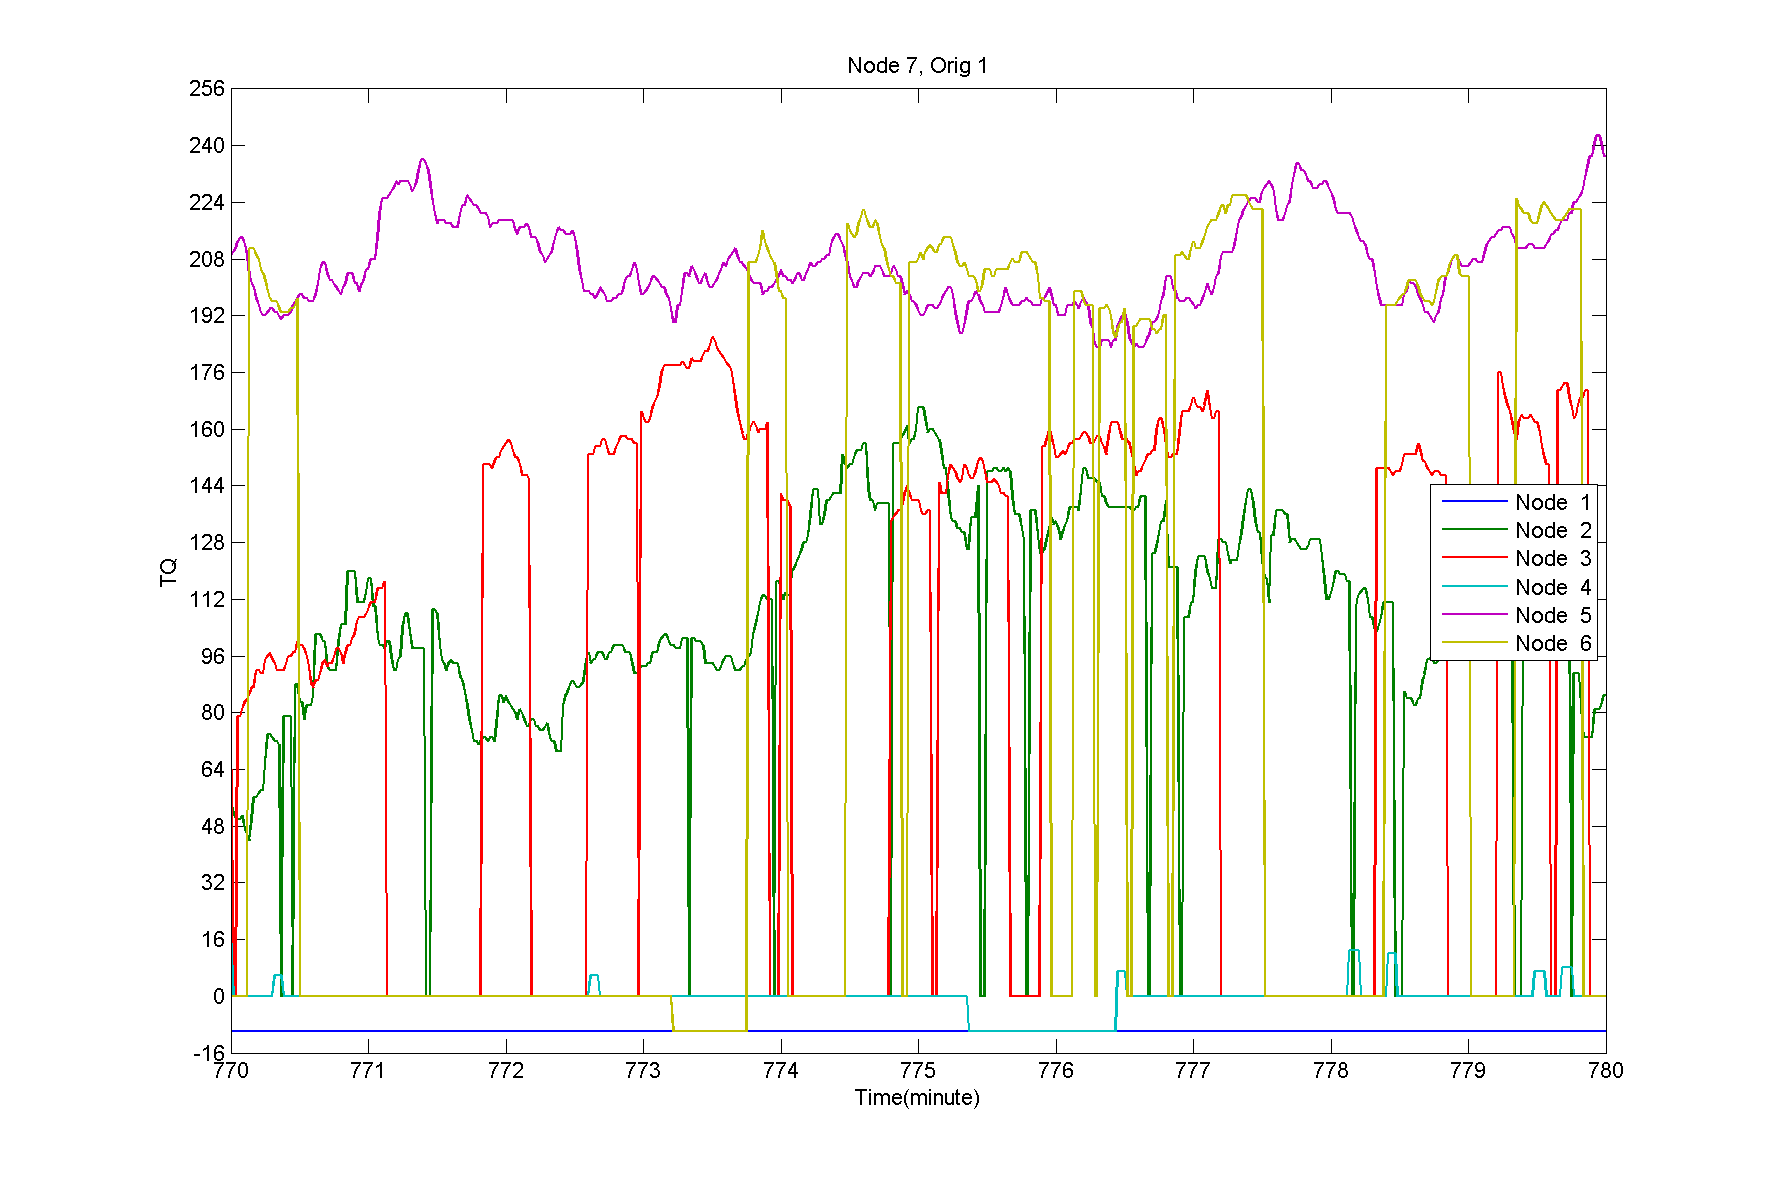 Node 7, Orig 1
256
240
224
208
192
176
160
144
128
112
96
80
64
48
32
16
0
-16
TQ
Node 1
Node 2
Node 3
Node 4
Node 5
Node 6
770 771 772 773 774 775 776 777 778 779 780
Time(minute)